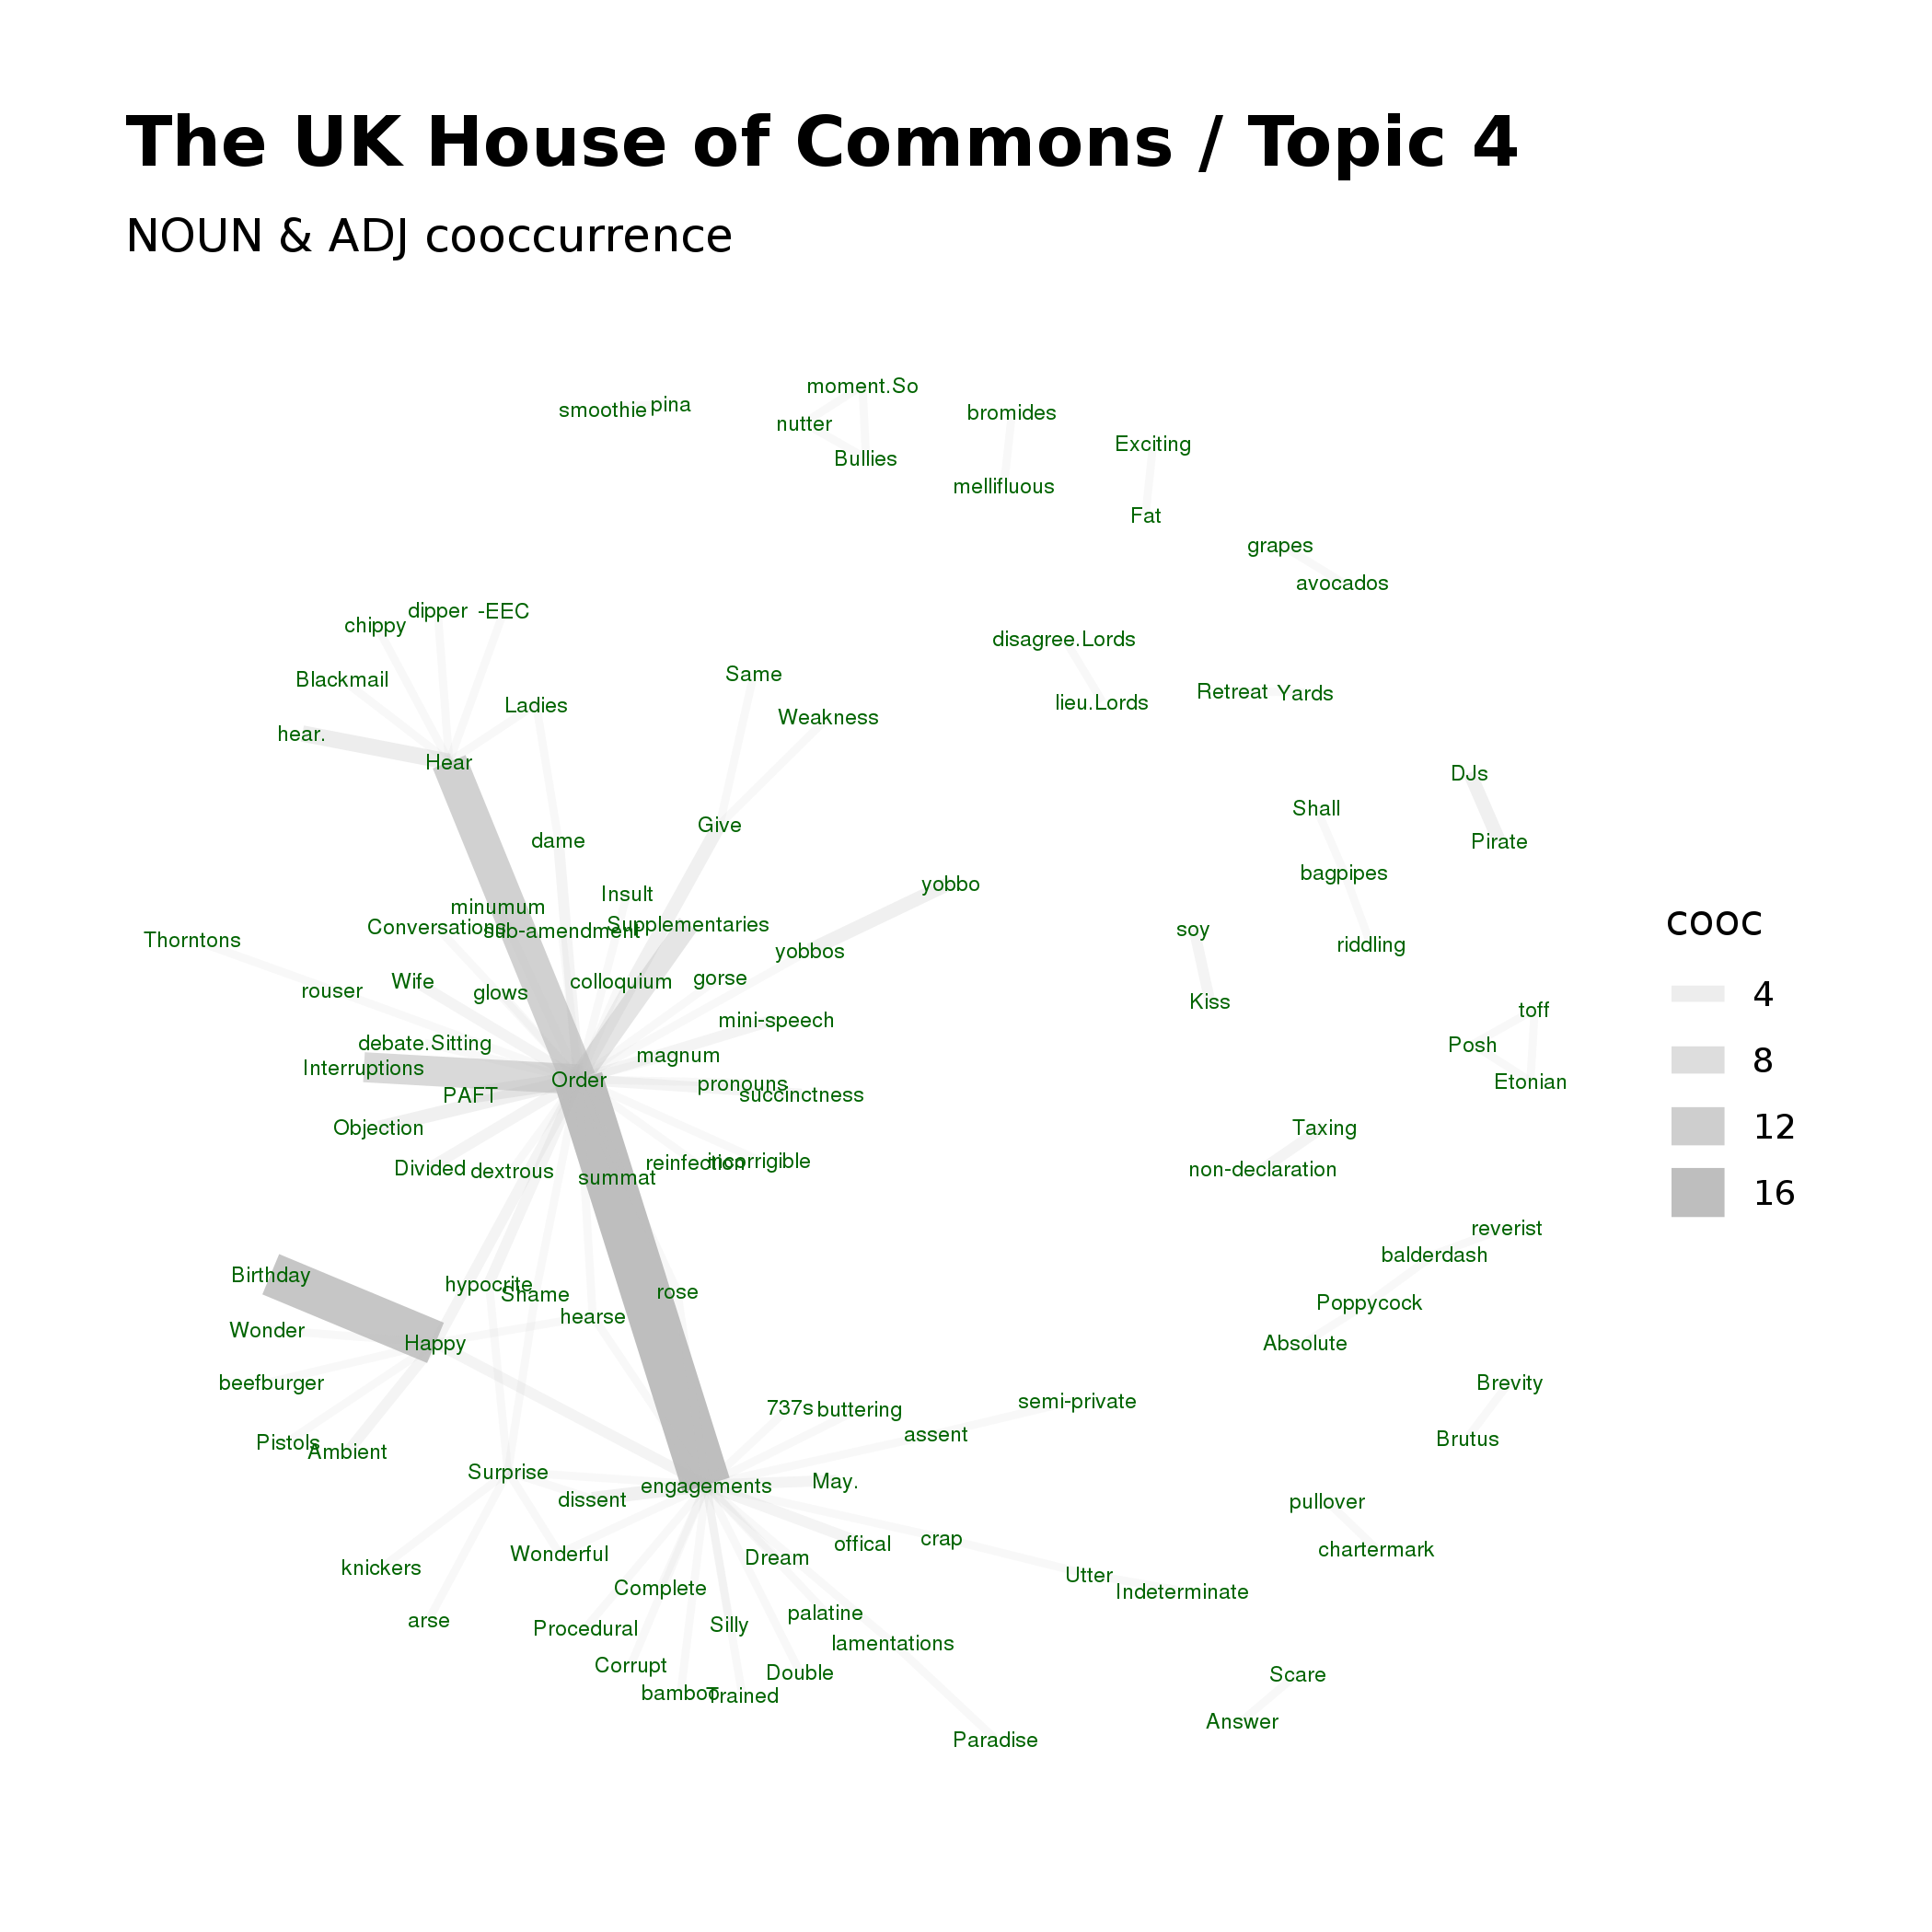 The UK House of Commons / Topic 4
NOUN & ADJ cooccurrence
moment.So
smoothie pina
nutter
bromides
Bullies
Exciting
mellifluous
Fat
grapes
avocados
chippy dipper -EEC
disagree.Lords
Blackmail
Same
Ladies
lieu.Lords
Retreat Yards
Weakness
hear.
Hear
DJs
Shall
Give
dame
Pirate
bagpipes
yobbo
Insult
minumum
cooc
Conversations
sub-amendment
Supplementaries
Thorntons
yobbos
soy
riddling
rouser
Wife
glows
colloquium
gorse
Kiss
4
toff
mini-speech
debate.Sitting
Interruptions
magnum
Posh
8
Order
pronouns
Etonian
PAFT
succinctness
Objection
Taxing
12
Divided
dextrous
summat
reinfection
incorrigible
non-declaration
16
reverist
balderdash
Birthday
hypocrite
Shame
rose
Poppycock
hearse
Wonder
Happy
Absolute
beefburger
Brevity
737s
buttering
semi-private
assent
Brutus
Pistols
Ambient
Surprise
engagements
May.
dissent
pullover
knickers
Wonderful
Dream
offical
crap
chartermark
Complete
Utter
Indeterminate
arse
Procedural
Silly
palatine
lamentations
Corrupt
Double
Scare
bamboo
Trained
Answer
Paradise